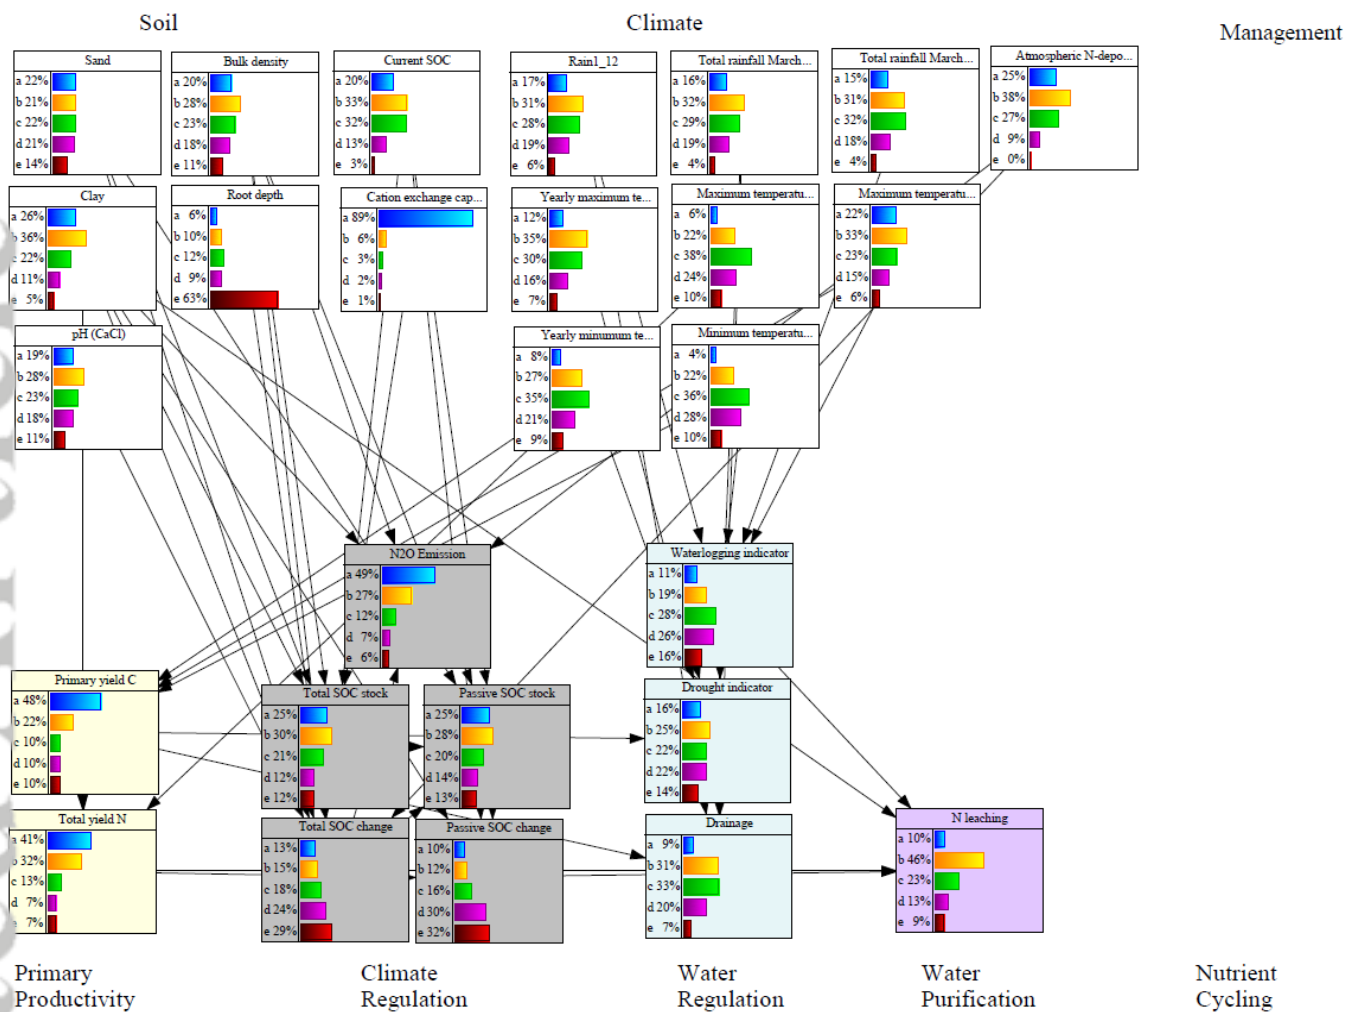 Soil
Climate
Management
Sand
a 22%
b 21%
c 22%
d 21%
e 14%
Bulk density
a 20%
b 28%
c 23%
d 18%
e 11%
Current SOC
a 20%
b 33%
c 32%
d 13%
e 3%
Rain1_12
a 17%
b 31%
c 28%
d 19%
e 6%
Total rainfall March...
a 16%
b 32%
c 29%
d 19%
e 4%
Total rainfall March...
a 15%
b 31%
c 32%
d 18%
e 4%
Atmospheric N-depo...
a 25%
b 38%
c 27%
d 9%
e 0%
Clay
a 26%
b 36%
c 22%
d 11%
e 5%
Root depth
a 6%
b 10%
c 12%
d 9%
e 63%
Cation exchange cap...
a 89%
b 6%
c 3%
d 2%
e 1%
Yearly maximum te...
a 12%
b 35%
c 30%
d 16%
e 7%
Maximum temperatu...
a 6%
b 22%
c 38%
d 24%
e 10%
Maximum temperatu...
a 22%
b 33%
c 23%
d 15%
e 6%
pH (CaCl)
a 19%
b 28%
c 23%
d 18%
e 11%
Yearly minumum te...
a 8%
b 27%
c 35%
d 21%
e 9%
Minimum temperatu...
a 4%
b 22%
c 36%
d 28%
e 10%
N2O Emission
a 49%
b 27%
c 12%
d 7%
e 6%
Waterlogging indicator
a 11%
b 19%
c 28%
d 26%
e 16%
Primary yield C
a 48%
b 22%
c 10%
d 10%
e 10%
Total SOC stock
a 25%
b 30%
c 21%
d 12%
e 12%
Passive SOC stock
a 25%
b 28%
c 20%
d 14%
e 13%
Drought indicator
a 16%
b 25%
c 22%
d 22%
e 14%
Total yield N
a 41%
b 32%
c 13%
d 7%
7%
Total SOC change
a 13%
b 15%
c 18%
d 24%
e 29%
Passive SOC change
a 10%
b 12%
c 16%
d 30%
e 32%
Drainage
a 9%
b 31%
c 33%
d 20%
e 7%
N leaching
a 10%
b 46%
c 23%
d 13%
e 9%
Primary
Productivity
Climate
Regulation
Water
Regulation
Water
Purification
Nutrient
Cycling